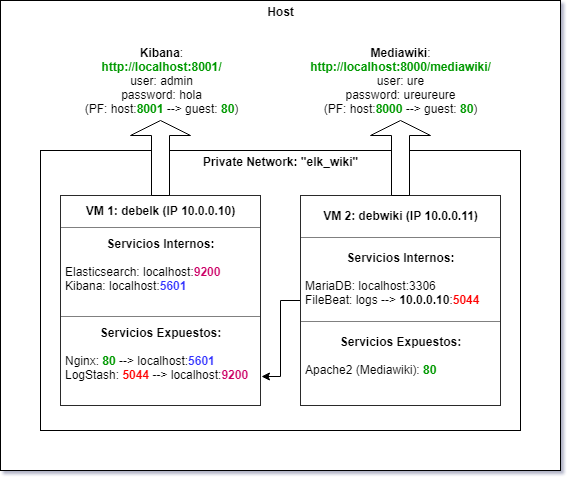 Host
Kibana:
http://localhost:8001/
user: admin
password: hola
(PF: host:8001 --> guest: 80)
Mediawiki:
http://localhost:8000/mediawiki/
user: ure
password: ureureure
(PF: host:8000 --> guest: 80)
Private Network: "elk_wiki"
VM 1: debelk (IP 10.0.0.10)
Servicios Internos:
Elasticsearch: localhost:9200
Kibana: localhost:5601
Servicios Expuestos:
Nginx: 80 --> localhost:5601
LogStash: 5044 --> localhost:9200
VM 2: debwiki (IP 10.0.0.11)
Servicios Internos:
MariaDB: localhost:3306
FileBeat: logs --> 10.0.0.10:5044
Servicios Expuestos:
Apache2 (Mediawiki): 80